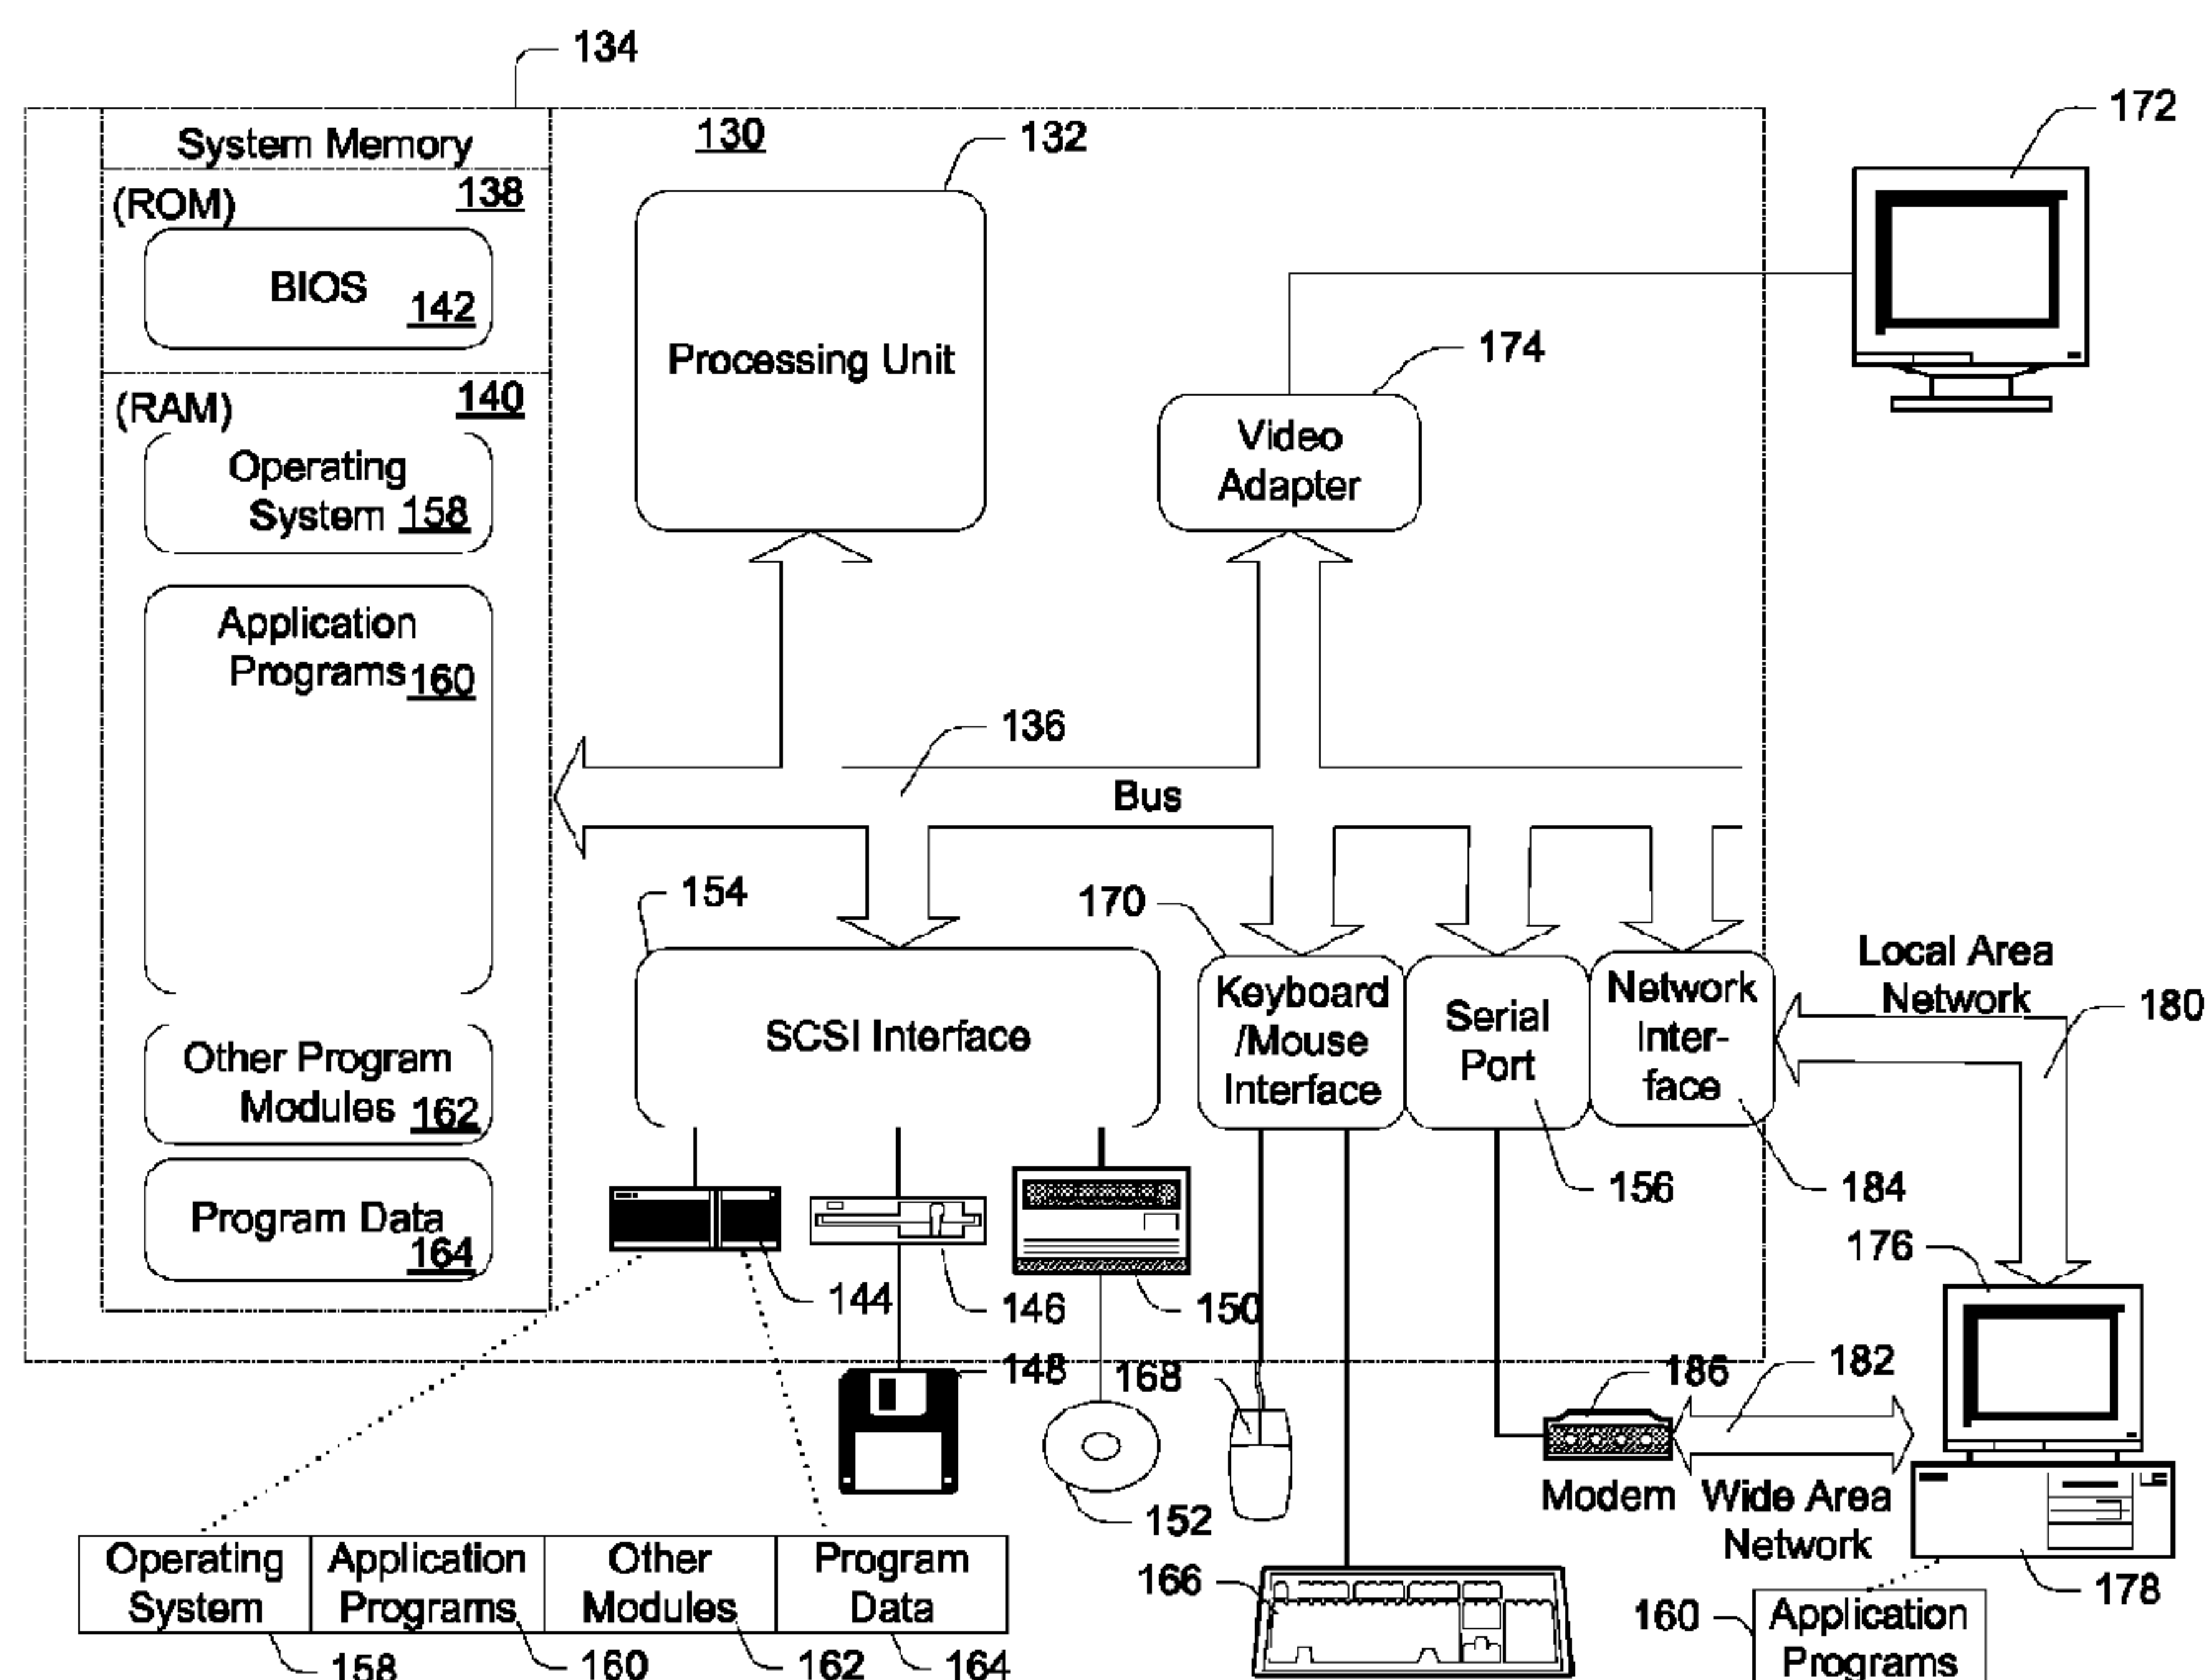 134
System Memory
130
132
172
(ROM)
138
BIOS
142
Processing Unit
174
(RAM)
140
Video
Adapter
Operating
System 158
Application
Programs 160
136
Bus
154
170
Local Area
Network
180
SCSI Interface
Keyboard
/Mouse
Interface
Serial
Port
Network
Inter-
face
Other Program
Modules 162
Program Data
164
156
184
176
144
146
150
148
168
186
182
152
Modem
Wide Area
Network
Operating
System
Application
Programs
Other
Modules
Program
Data
166
178
160
Application
Programs
158
160
162
164